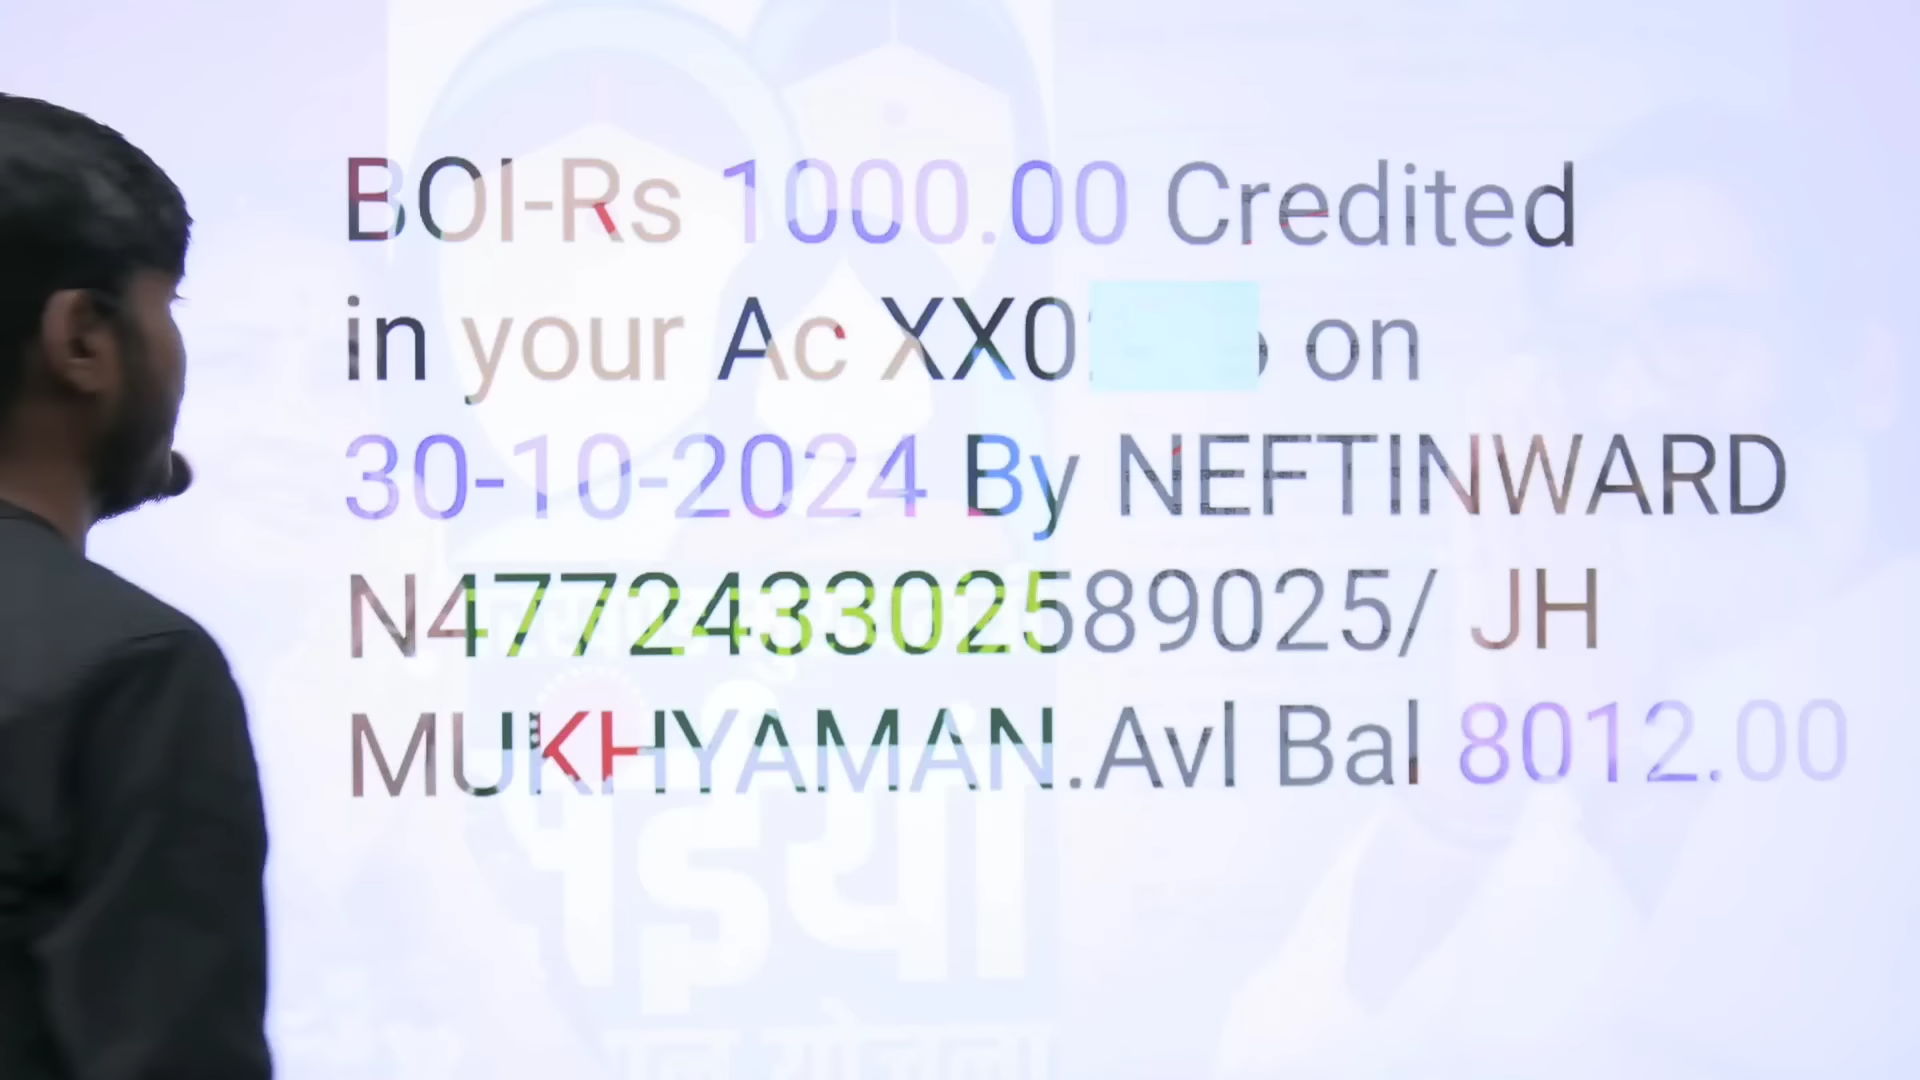 BOI-Rs 1000.00 Credited
in your Ac XX0 on
30-10-2024 By NEFTINWARD
N477243302589025/ JH
MUKHYAMAN.Avl Bal 8012.00
मंईयां